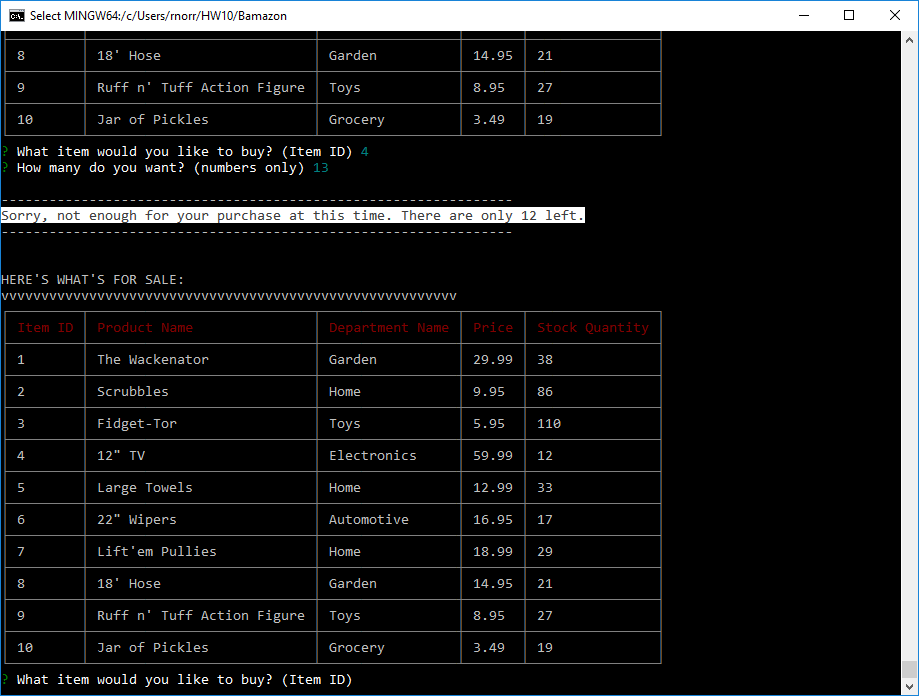 Select MINGW64:/c/Users/rnorr/HW10/Bamazon
8 18' Hose Garden 14.95 21
9 Ruff n' Tuff Action Figure Toys 8.95 27
10 Jar of Pickles Grocery 3.49 19
? What item would you like to buy? (Item ID) 4
? How many do you want? (numbers only) 13
----------------------------------------------------------------
Sorry, not enough for your purchase at this time. There are only 12 left.
----------------------------------------------------------------
HERE'S WHAT'S FOR SALE:
vvvvvvvvvvvvvvvvvvvvvvvvvvvvvvvvvvvvvvvvvvvvvvvvvvvvvvvvv
Item ID Product Name Department Name Price Stock Quantity
1 The Wackenator Garden 29.99 38
2 Scrubbles Home 9.95 86
3 Fidget-Tor Toys 5.95 110
4 12" TV Electronics 59.99 12
5 Large Towels Home 12.99 33
6 22" Wipers Automotive 16.95 17
7 Lift'em Pullies Home 18.99 29
8 18' Hose Garden 14.95 21
9 Ruff n' Tuff Action Figure Toys 8.95 27
10 Jar of Pickles Grocery 3.49 19
? What item would you like to buy? (Item ID)